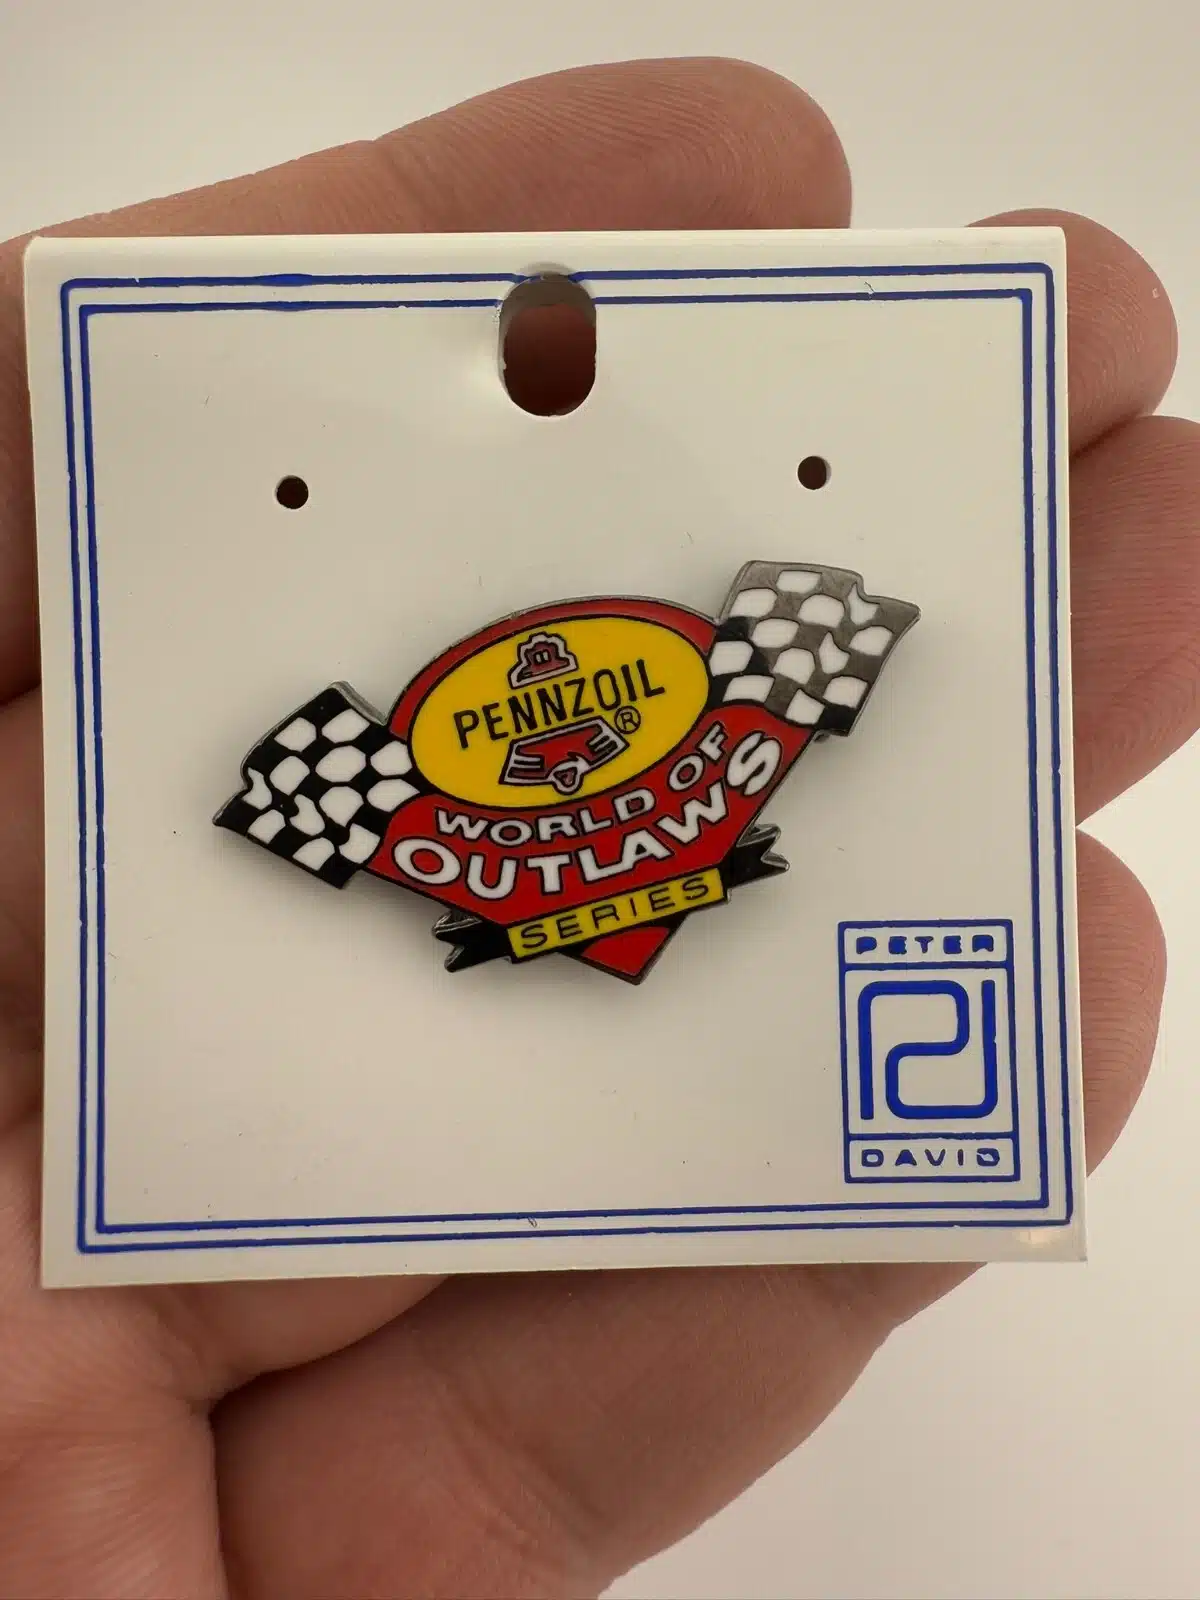 PENNZOIL®
WORLD OF
OUTLAWS
SERIES
PETER
DAVID